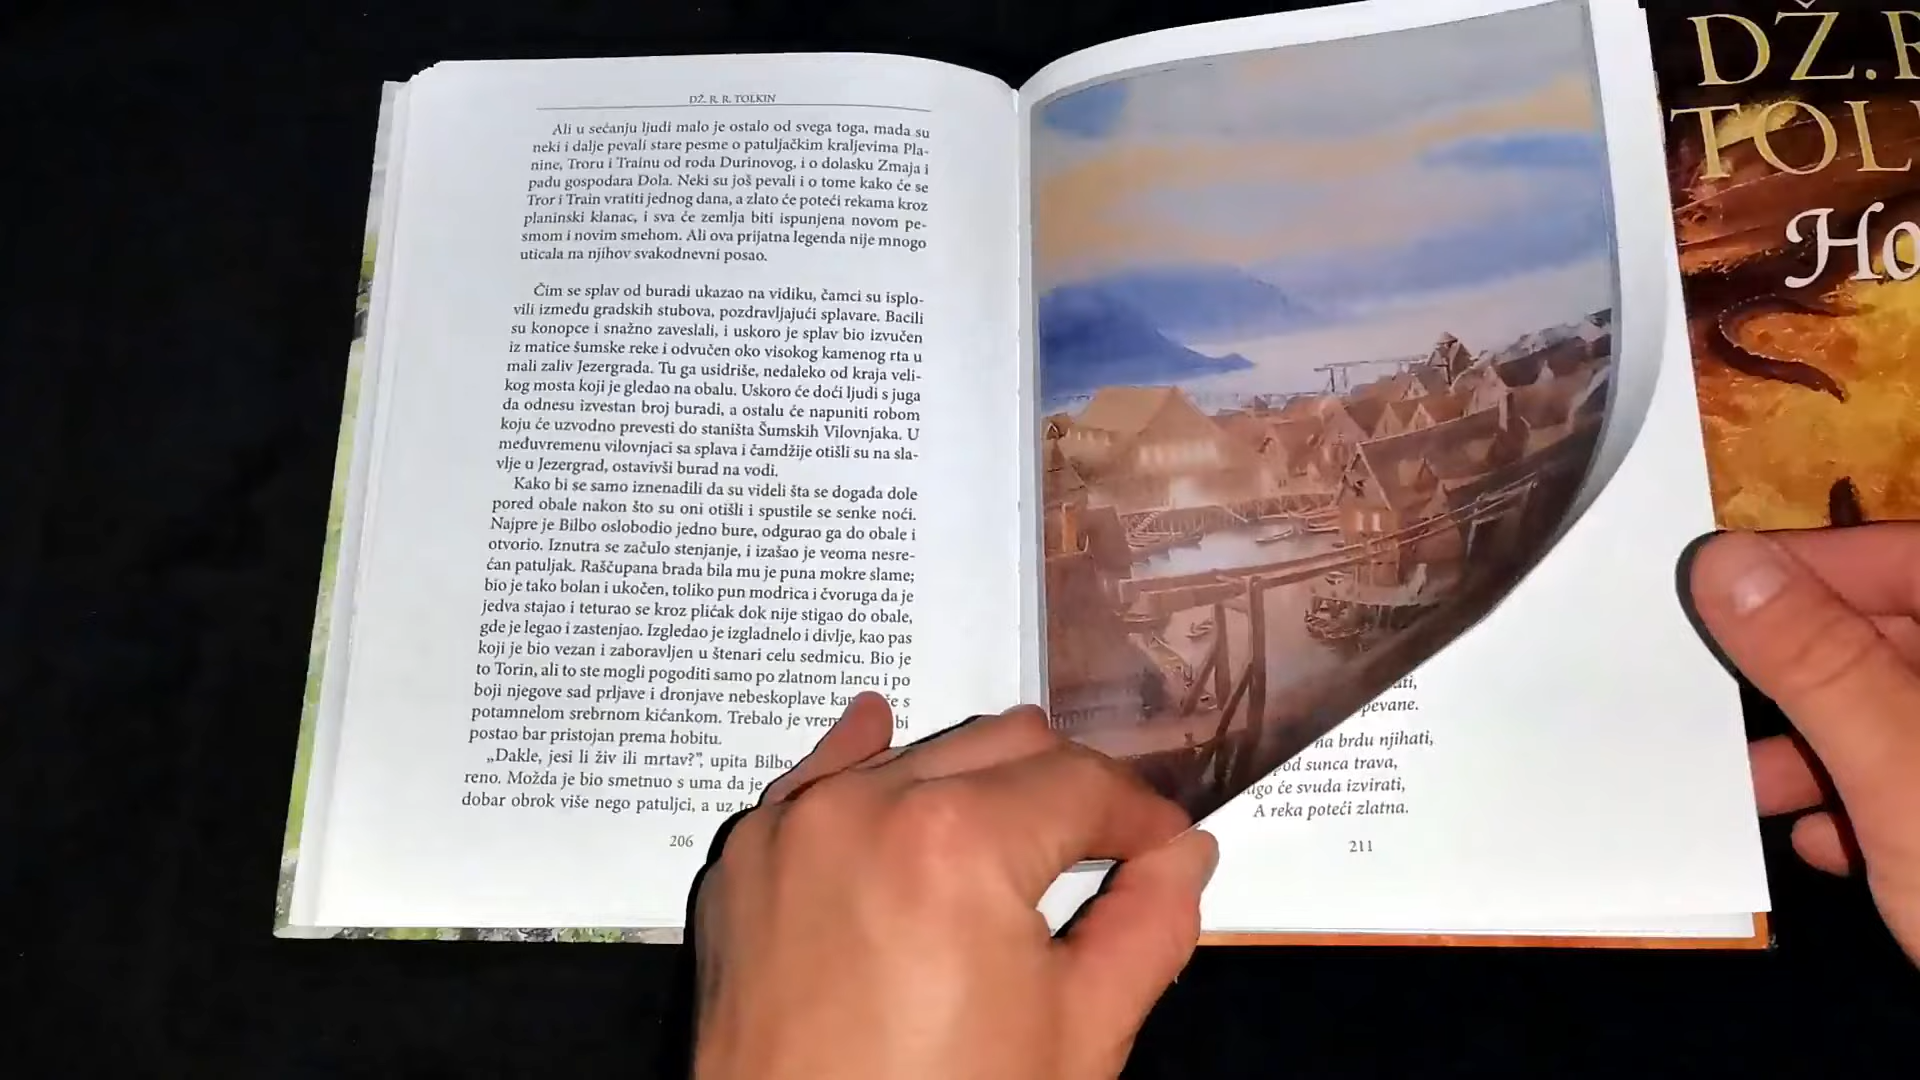 DŽ. R. R. TOLKIN
Ali u sećanju ljudi malo je ostalo od svega toga, mada su
neki i dalje pevali stare pesme o patuljačkim kraljevima Pla-
nine, Troru i Trainu od roda Durinovog, i o dolasku Zmaja i
padu gospodara Dola. Neki su još pevali i o tome kako će se
Tror i Train vratiti jednog dana, a zlato će poteći rekama kroz
planinski klanac, i sva će zemlja biti ispunjena novom pe-
smom i novim smehom. Ali ova prijatna legenda nije mnogo
uticala na njihov svakodnevni posao.
Čim se splav od buradi ukazao na vidiku, čamci su isplo-
vili između gradskih stubova, pozdravljajući splavare. Bacili
su konopce i snažno zaveslali, i uskoro je splav bio izvučen
iz matice šumske reke i odvučen oko visokog kamenog rta u
mali zaliv Jezergrada. Tu ga usidriše, nedaleko od kraja veli-
kog mosta koji je gledao na obalu. Uskoro će doći ljudi s juga
da odnesu izvestan broj buradi, a ostalu će napuniti robom
koju će uzvodno prevesti do staništa Šumskih Vilovnjaka. U
međuvremenu vilovnjaci sa splava i čamdžije otišli su na sla-
vlje u Jezergrad, ostavivši burad na vodi.
Kako bi se samo iznenadili da su videli šta se događa dole
pored obale nakon što su oni otišli i spustile se senke noći.
Najpre je Bilbo oslobodio jedno bure, odgurao ga do obale i
otvorio. Iznutra se začulo stenjanje, i izašao je veoma nesre-
ćan patuljak. Raščupana brada bila mu je puna mokre slame;
bio je tako bolan i ukočen, toliko pun modrica i čvoruga da je
jedva stajao i teturao se kroz plićak dok nije stigao do obale,
gde je legao i zastenjao. Izgledao je izgladnelo i divlje, kao pas
koji je bio vezan i zaboravljen u štenari celu sedmicu. Bio je
to Torin, ali to ste mogli pogoditi samo po zlatnom lancu i po
boji njegove sad prljave i dronjave nebeskoplave s
potamnelom srebrnom kićankom. Trebalo je bi
postao bar pristojan prema hobitu.
„Dakle, jesi li živ ili mrtav?”, upita Bilbo
reno. Možda je bio smetnuo s uma da je
dobar obrok više nego patuljci, a uz
206
pevane.
na brdu njihati,
pod sunca trava,
će svuda izvirati,
A reka poteći zlatna.
211
DŽ. R
TOL
Ho